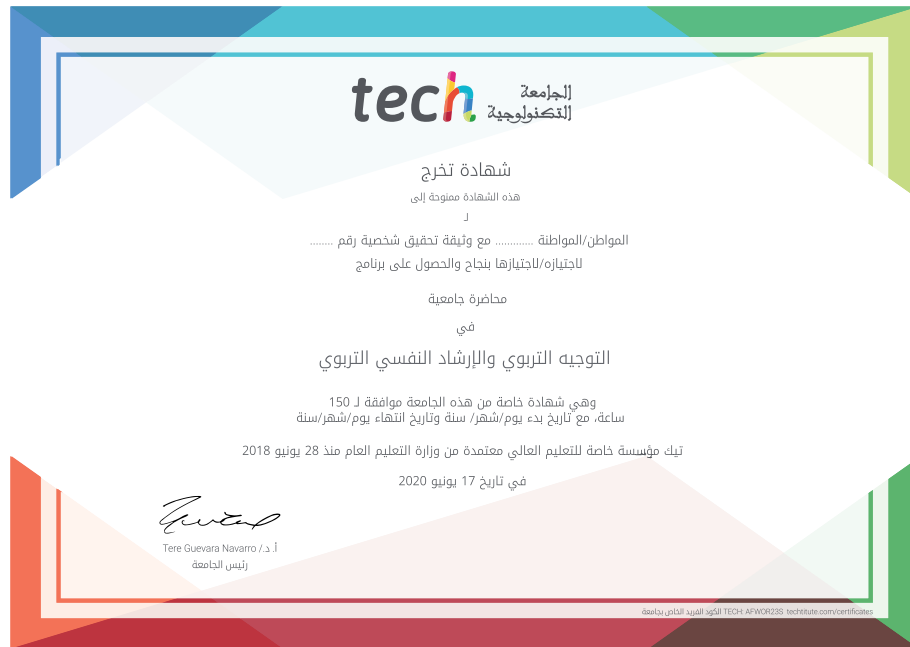 tech الجامعة
التكنولوجية
شهادة تخرج
هذه الشهادة ممنوحة إلى
لـ
المواطن/المواطنة ............ مع وثيقة تحقيق شخصية رقم ........
لاجتيازه/لاجتيازها بنجاح والحصول على برنامج
محاضرة جامعية
في
التوجيه التربوي والإرشاد النفسي التربوي
وهي شهادة خاصة من هذه الجامعة موافقة لـ 150
ساعة، مع تاريخ بدء يوم/شهر/ سنة وتاريخ انتهاء يوم/شهر/سنة
تيك مؤسسة خاصة للتعليم العالي معتمدة من وزارة التعليم العام منذ 28 يونيو 2018
في تاريخ 17 يونيو 2020
أ. د./ Tere Guevara Navarro
رئيس الجامعة
الكود الفريد الخاص بجامعة TECH: AFWOR23S techtitute.com/certificates